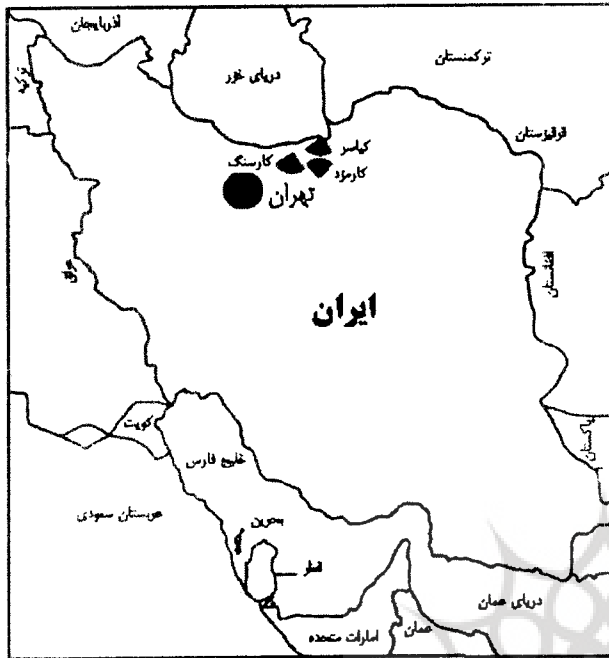 آذربایجان
ترکیه
دریای خزر
ترکمنستان
قرقیزستان
کیاسر
کارسنگ
کارمزد
تهران
افغانستان
عراق
ایران
کویت
پاکستان
خلیج فارس
عربستان سعودی
بحرین
قطر
دریای عمان
عمان
امارات متحده